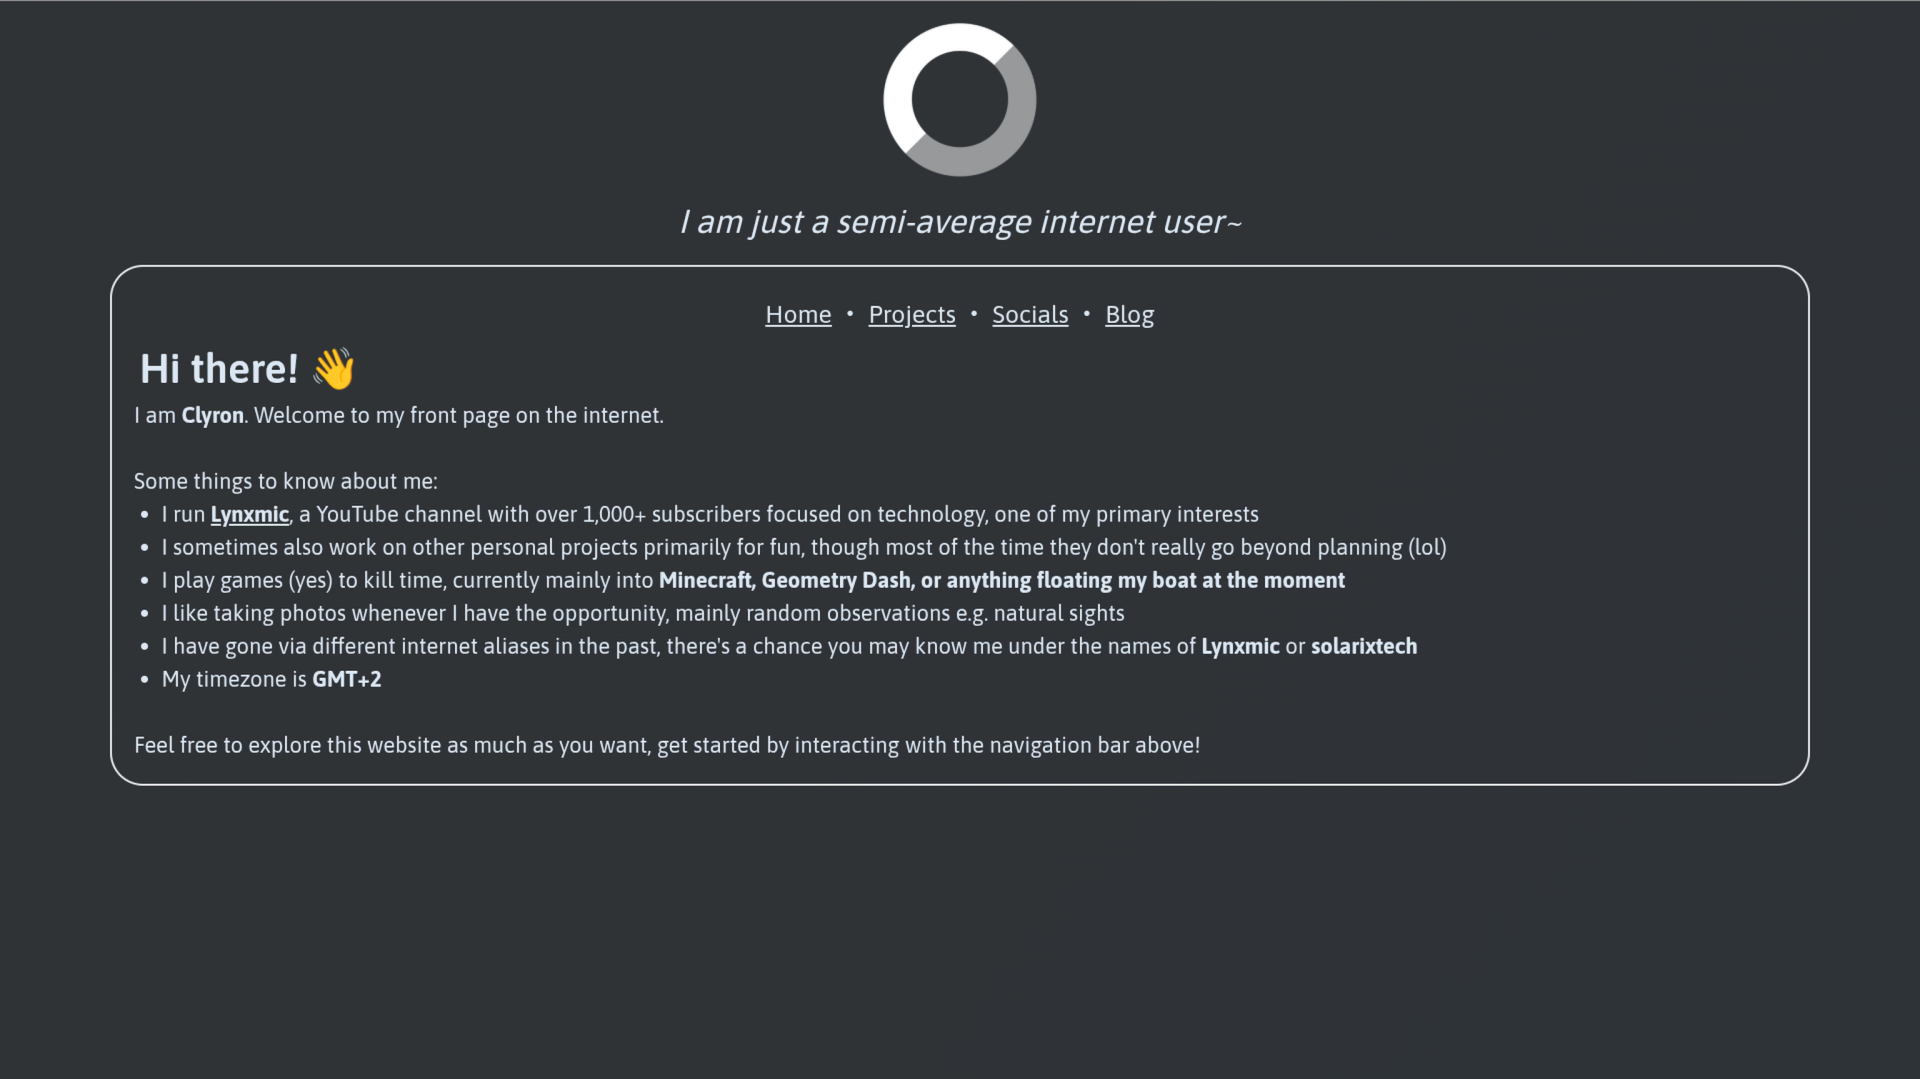 I am just a semi-average internet user~
Home • Projects • Socials • Blog
Hi there! 👋
I am Clyron. Welcome to my front page on the internet.
Some things to know about me:
• I run Lynxmic, a YouTube channel with over 1,000+ subscribers focused on technology, one of my primary interests
• I sometimes also work on other personal projects primarily for fun, though most of the time they don't really go beyond planning (lol)
• I play games (yes) to kill time, currently mainly into Minecraft, Geometry Dash, or anything floating my boat at the moment
• I like taking photos whenever I have the opportunity, mainly random observations e.g. natural sights
• I have gone via different internet aliases in the past, there's a chance you may know me under the names of Lynxmic or solarixtech
• My timezone is GMT+2
Feel free to explore this website as much as you want, get started by interacting with the navigation bar above!